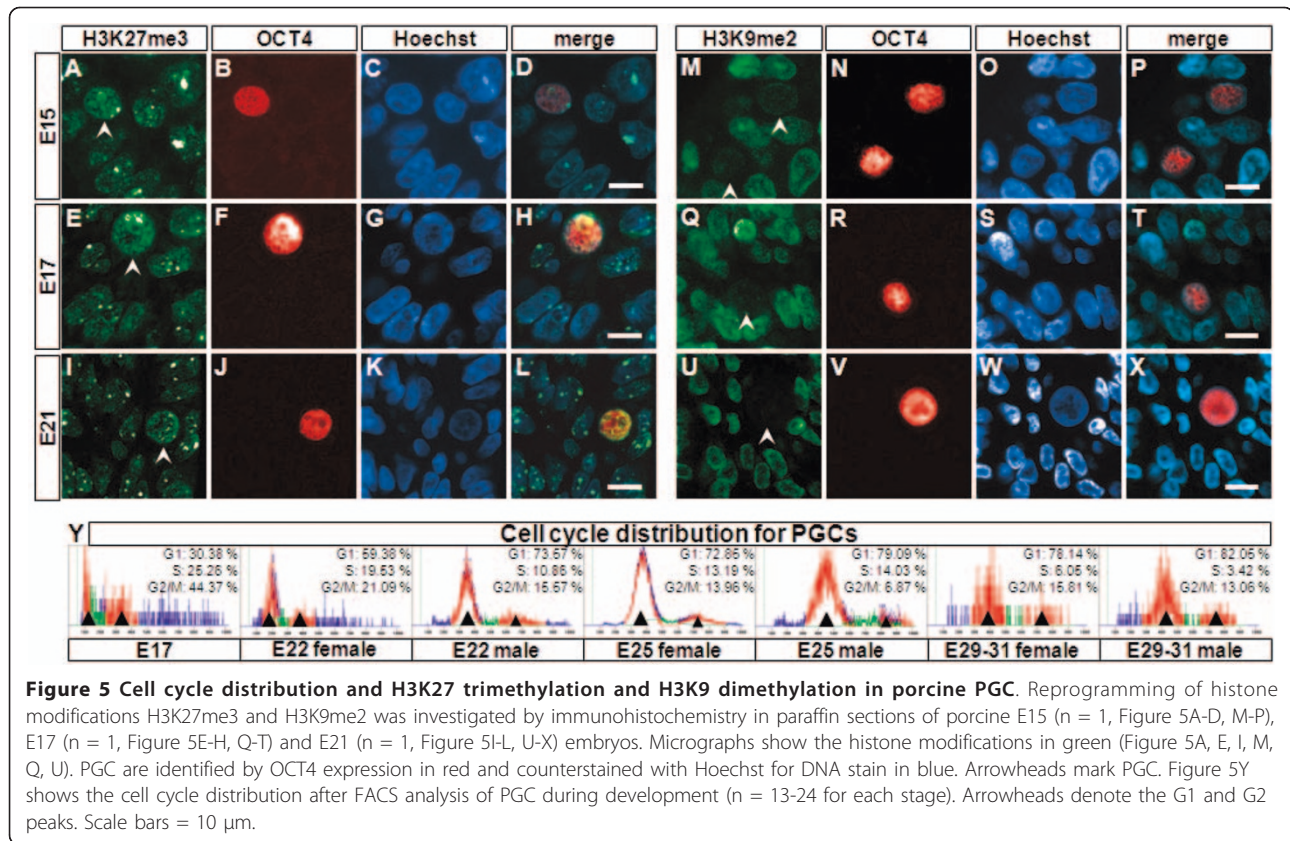 H3K27me3 OCT4 Hoechst merge H3K9me2 OCT4 Hoechst merge
E15
A B C D M N O P
E17
E F G H Q R S T
E21
I J K L U V W X
Y Cell cycle distribution for PGCs
G1: 30.38 % G1: 59.38 % G1: 73.57 % G1: 72.86 % G1: 79.09 % G1: 78.14 % G1: 82.06 %
S: 25.26 % S: 19.53 % S: 10.86 % S: 13.19 % S: 14.03 % S: 6.06 % S: 3.42 %
G2/M: 44.37 % G2/M: 21.09 % G2/M: 15.57 % G2/M: 13.96 % G2/M: 6.87 % G2/M: 15.81 % G2/M: 13.06 %
E17 E22 female E22 male E25 female E25 male E29-31 female E29-31 male
Figure 5 Cell cycle distribution and H3K27 trimethylation and H3K9 dimethylation in porcine PGC. Reprogramming of histone
modifications H3K27me3 and H3K9me2 was investigated by immunohistochemistry in paraffin sections of porcine E15 (n = 1, Figure 5A-D, M-P),
E17 (n = 1, Figure 5E-H, Q-T) and E21 (n = 1, Figure 5I-L, U-X) embryos. Micrographs show the histone modifications in green (Figure 5A, E, I, M,
Q, U). PGC are identified by OCT4 expression in red and counterstained with Hoechst for DNA stain in blue. Arrowheads mark PGC. Figure 5Y
shows the cell cycle distribution after FACS analysis of PGC during development (n = 13-24 for each stage). Arrowheads denote the G1 and G2
peaks. Scale bars = 10 μm.